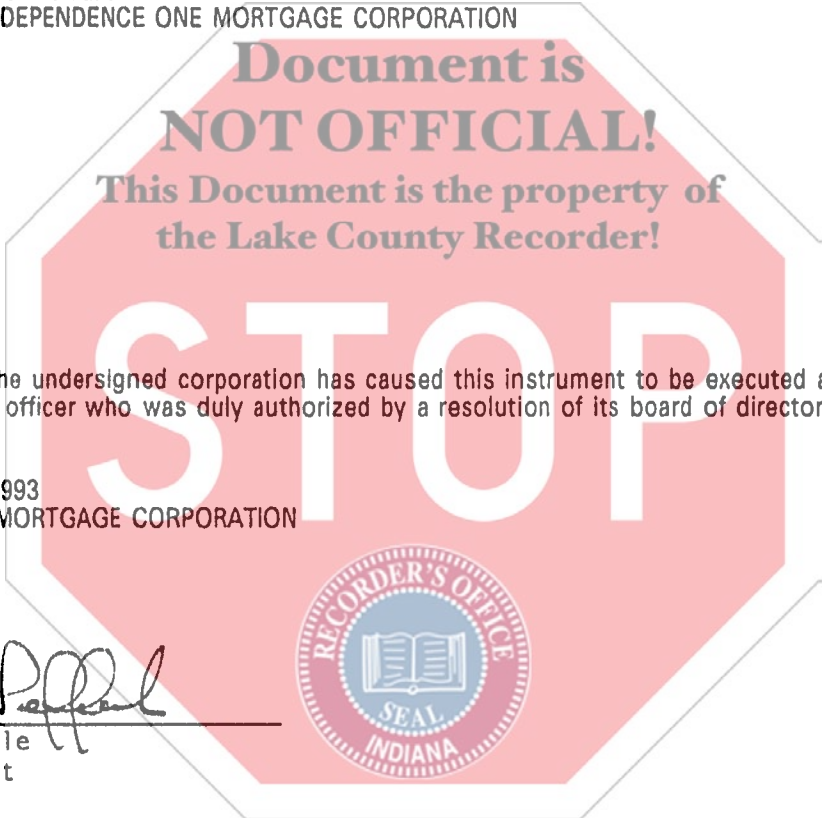 DEPENDENCE ONE MORTGAGE CORPORATION
Document is
NOT OFFICIAL!
This Document is the property of
the Lake County Recorder!
STOP
he undersigned corporation has caused this instrument to be executed a
officer who was duly authorized by a resolution of its board of director
993
MORTGAGE CORPORATION
RECORDER'S OFFICE
SEAL
INDIANA
le
t